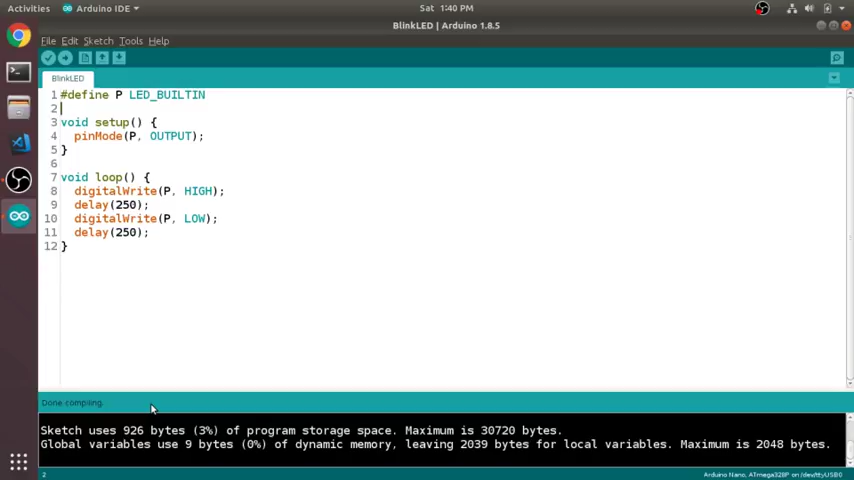 Activities Arduino IDE Sat 1:40 PM
BlinkLED | Arduino 1.8.5
File Edit Sketch Tools Help
BlinkLED
1 #define P LED_BUILTIN
2
3 void setup() {
4 pinMode(P, OUTPUT);
5 }
6
7 void loop() {
8 digitalWrite(P, HIGH);
9 delay(250);
10 digitalWrite(P, LOW);
11 delay(250);
12 }
Done compiling.
Sketch uses 926 bytes (3%) of program storage space. Maximum is 30720 bytes.
Global variables use 9 bytes (0%) of dynamic memory, leaving 2039 bytes for local variables. Maximum is 2048 bytes.
2 Arduino Nano, ATmega328P on /dev/ttyUSB0